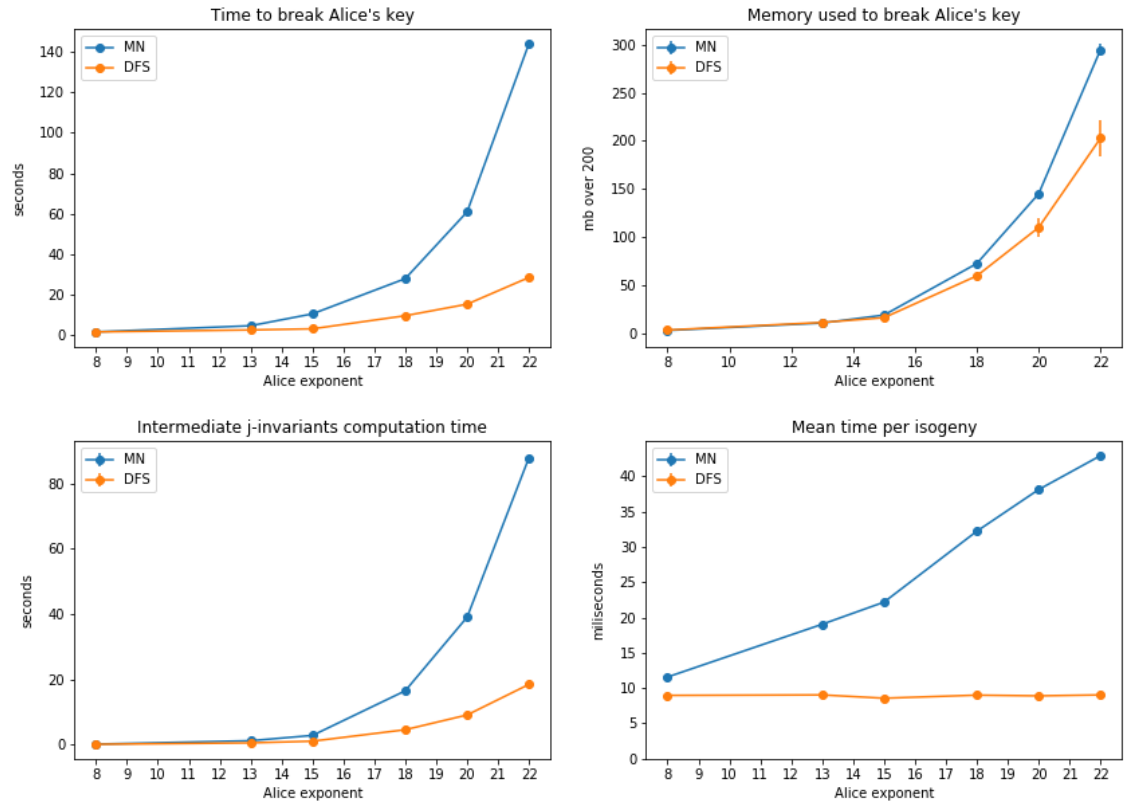 Time to break Alice's key
MN
DFS
140
120
100
80
60
40
20
0
seconds
8 9 10 11 12 13 14 15 16 17 18 19 20 21 22
Alice exponent
Memory used to break Alice's key
MN
DFS
300
250
200
150
100
50
0
mb over 200
8 10 12 13 14 15 16 18 20 22
Alice exponent
Intermediate j-invariants computation time
MN
DFS
80
60
40
20
0
seconds
8 9 10 11 12 13 14 15 16 17 18 19 20 21 22
Alice exponent
Mean time per isogeny
MN
DFS
40
35
30
25
20
15
10
5
0
miliseconds
8 9 10 11 12 13 14 15 16 17 18 19 20 21 22
Alice exponent